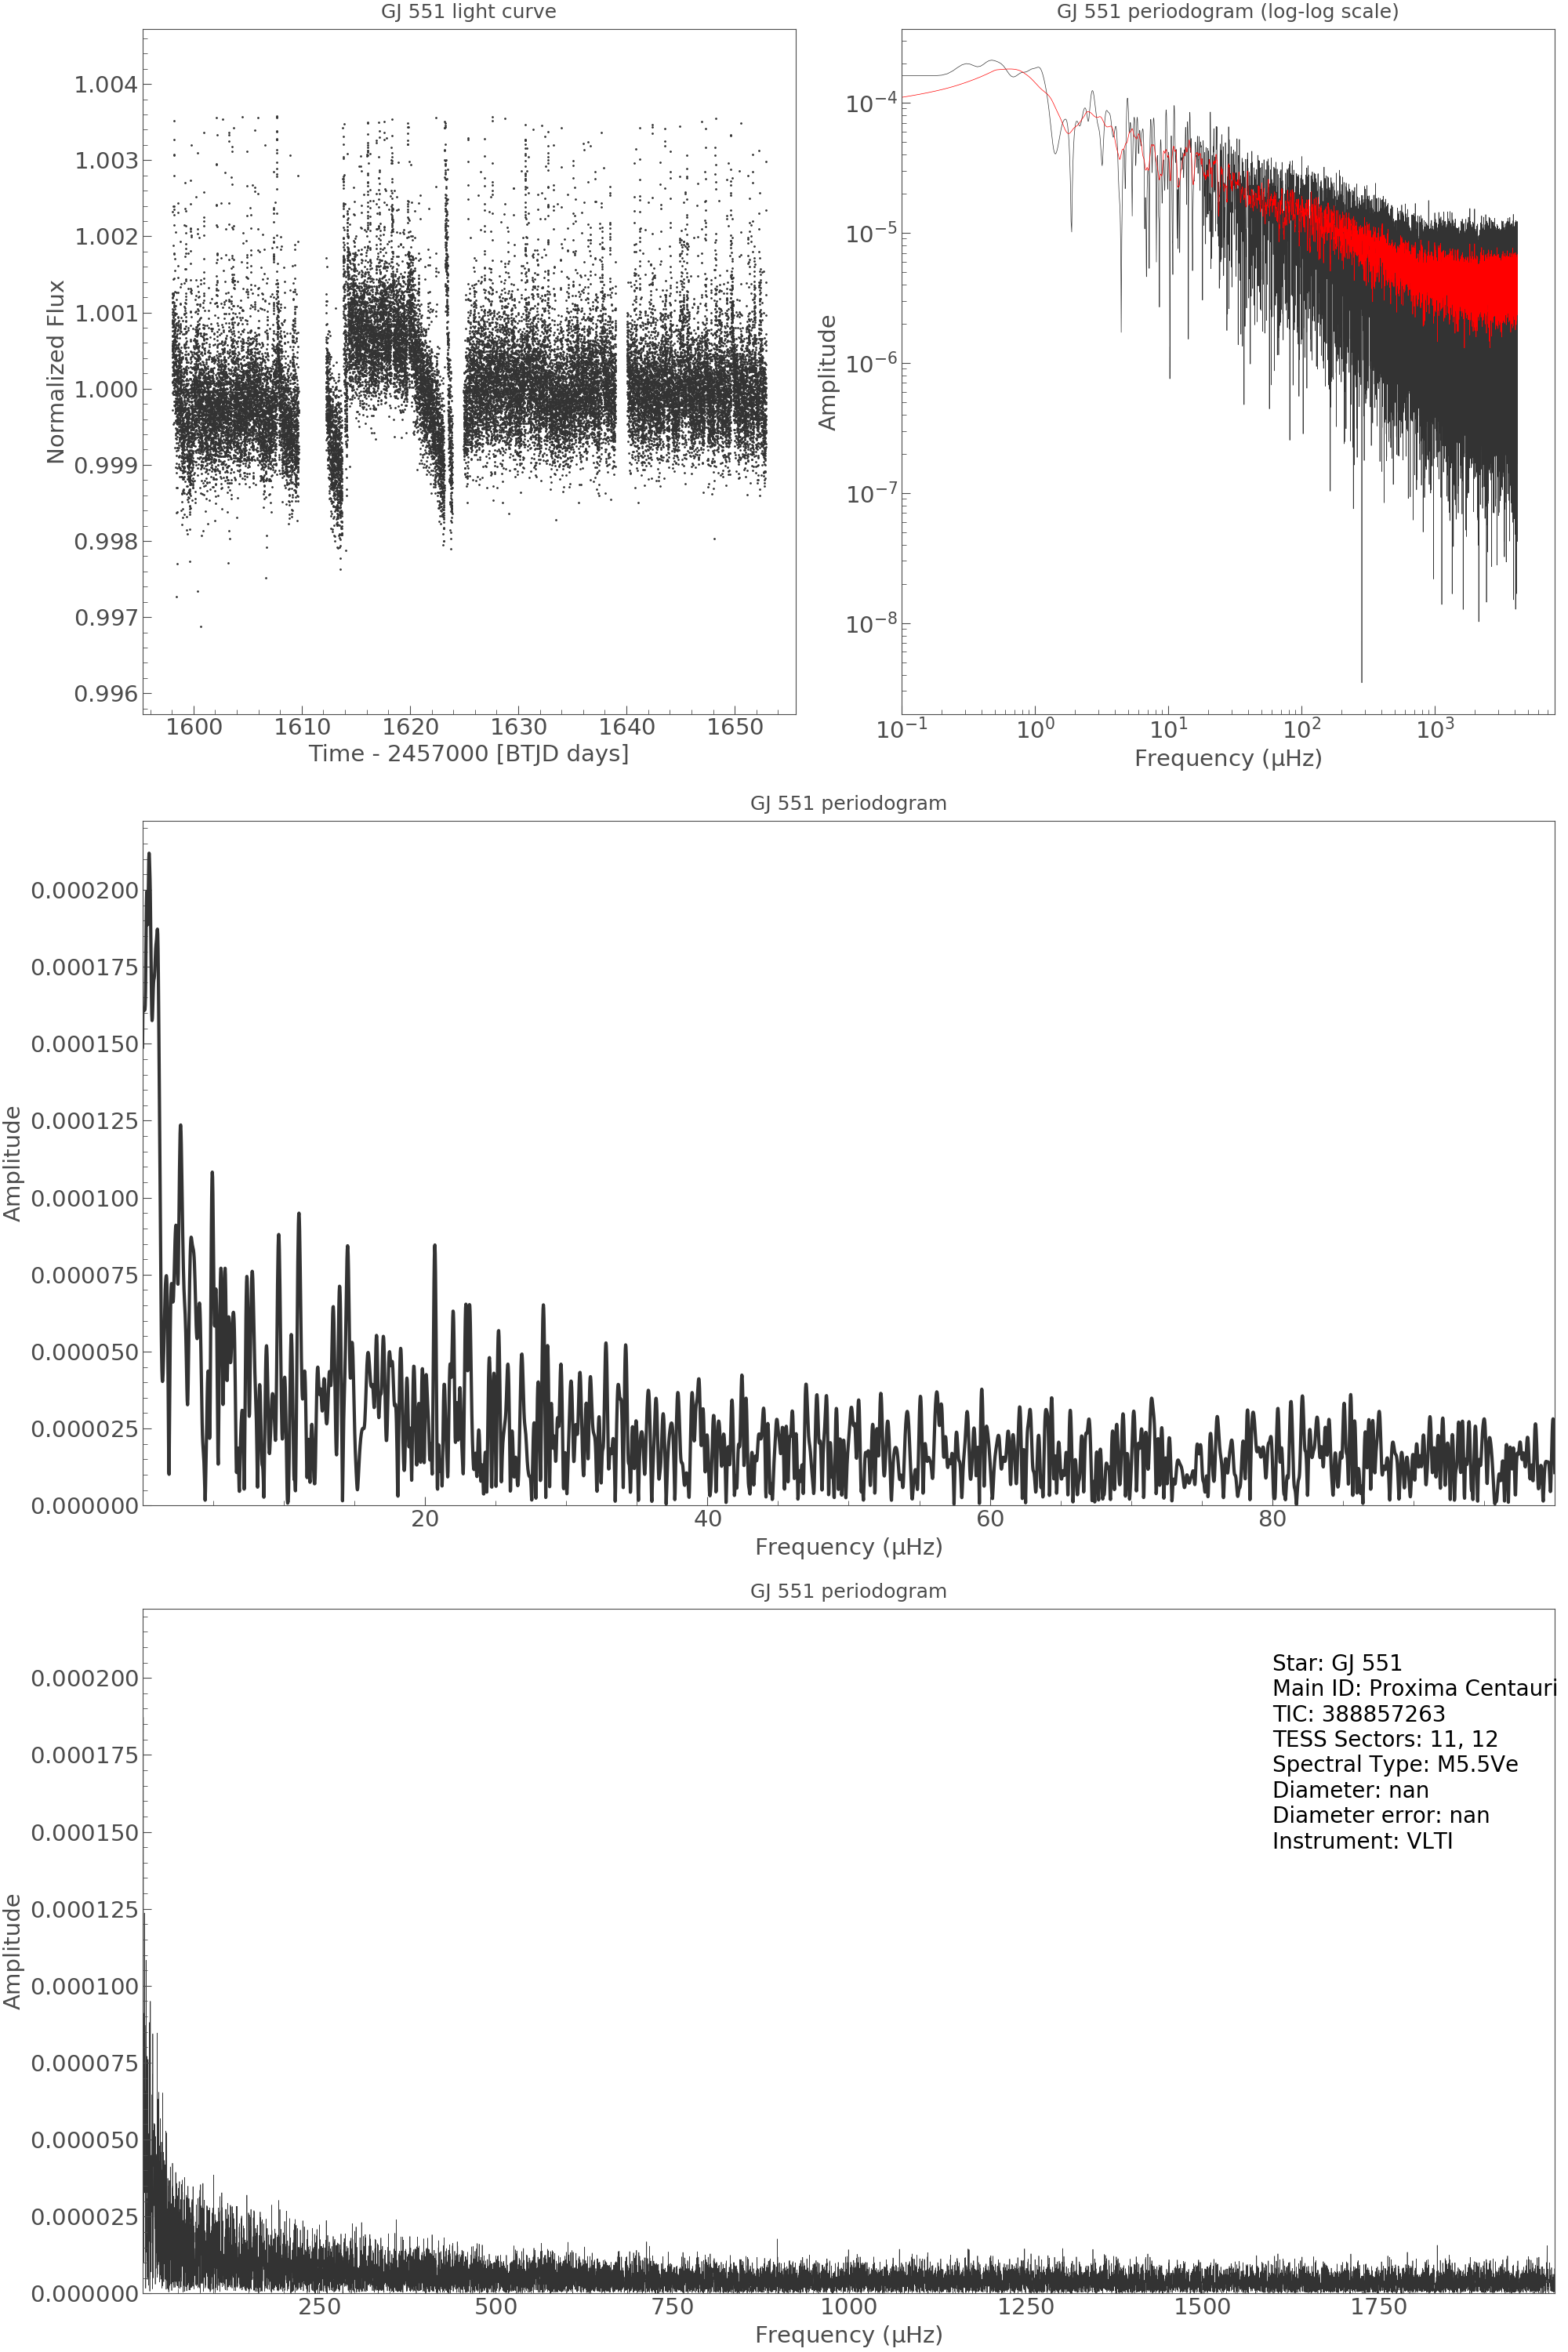 GJ 551 light curve
1.004
1.003
1.002
1.001
1.000
0.999
0.998
0.997
0.996
Normalized Flux
1600 1610 1620 1630 1640 1650
Time - 2457000 [BTJD days]
GJ 551 periodogram (log-log scale)
10⁻⁴
10⁻⁵
10⁻⁶
10⁻⁷
10⁻⁸
Amplitude
10⁻¹ 10⁰ 10¹ 10² 10³
Frequency (μHz)
GJ 551 periodogram
0.000200
0.000175
0.000150
0.000125
0.000100
0.000075
0.000050
0.000025
0.000000
Amplitude
20 40 60 80
Frequency (μHz)
GJ 551 periodogram
0.000200
0.000175
0.000150
0.000125
0.000100
0.000075
0.000050
0.000025
0.000000
Amplitude
Star: GJ 551
Main ID: Proxima Centauri
TIC: 388857263
TESS Sectors: 11, 12
Spectral Type: M5.5Ve
Diameter: nan
Diameter error: nan
Instrument: VLTI
250 500 750 1000 1250 1500 1750
Frequency (μHz)